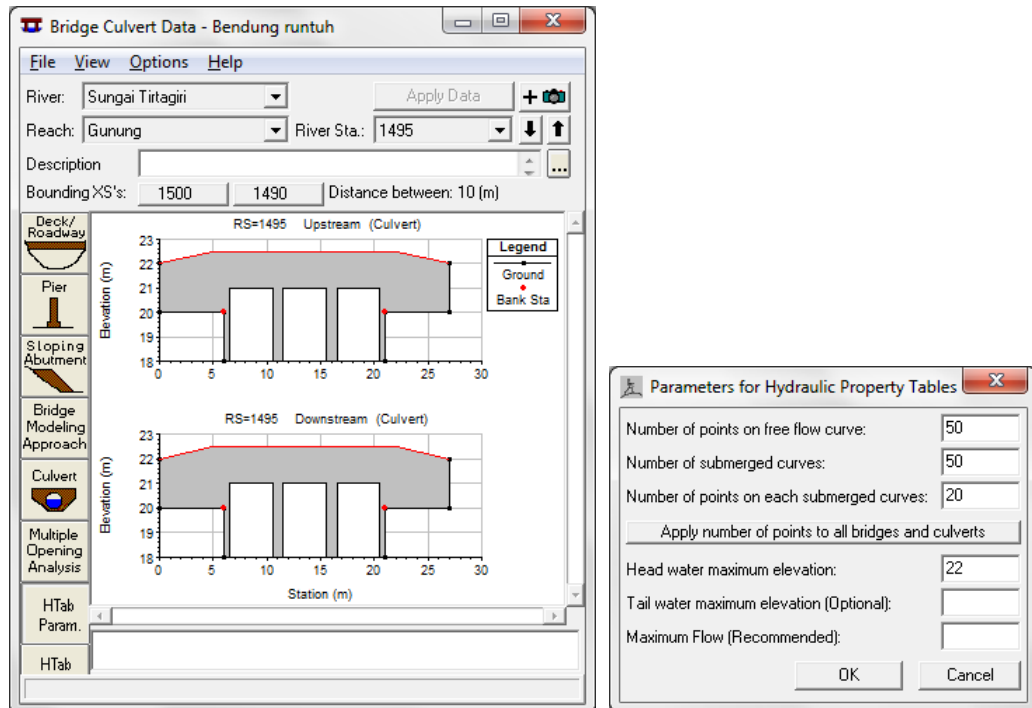 Bridge Culvert Data - Bendung runtuh
File View Options Help
River: Sungai Tirtagiri Apply Data +
Reach: Gunung River Sta.: 1495
Description ...
Bounding XS's: 1500 1490 Distance between: 10 (m)
Deck/
Roadway
Pier
Sloping
Abutment
Bridge
Modeling
Approach
Culvert
Multiple
Opening
Analysis
HTab
Param.
HTab
RS=1495 Upstream (Culvert)
23
22
21
20
19
18
0 5 10 15 20 25 30
Elevation (m)
Legend
Ground
Bank Sta
RS=1495 Downstream (Culvert)
23
22
21
20
19
18
0 5 10 15 20 25 30
Elevation (m)
Station (m)
Parameters for Hydraulic Property Tables
Number of points on free flow curve: 50
Number of submerged curves: 50
Number of points on each submerged curves: 20
Apply number of points to all bridges and culverts
Head water maximum elevation: 22
Tail water maximum elevation (Optional):
Maximum Flow (Recommended):
OK Cancel